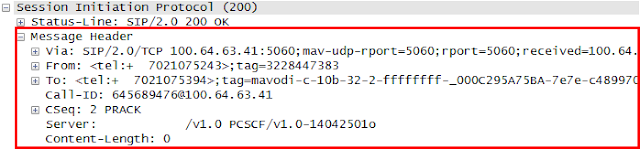 Session Initiation Protocol (200)
Status-Line: SIP/2.0 200 OK
Message Header
Via: SIP/2.0/TCP 100.64.63.41:5060;mav-udp-rport=5060;rport=5060;received=100.64.
From: <tel:+ 7021075243>;tag=3228447383
To: <tel:+ 7021075394>;tag=mavodi-c-10b-32-2-ffffffff-_000C295A75BA-7e7e-c489970
Call-ID: 645689476@100.64.63.41
CSeq: 2 PRACK
Server: /v1.0 PCSCF/v1.0-14042501o
Content-Length: 0